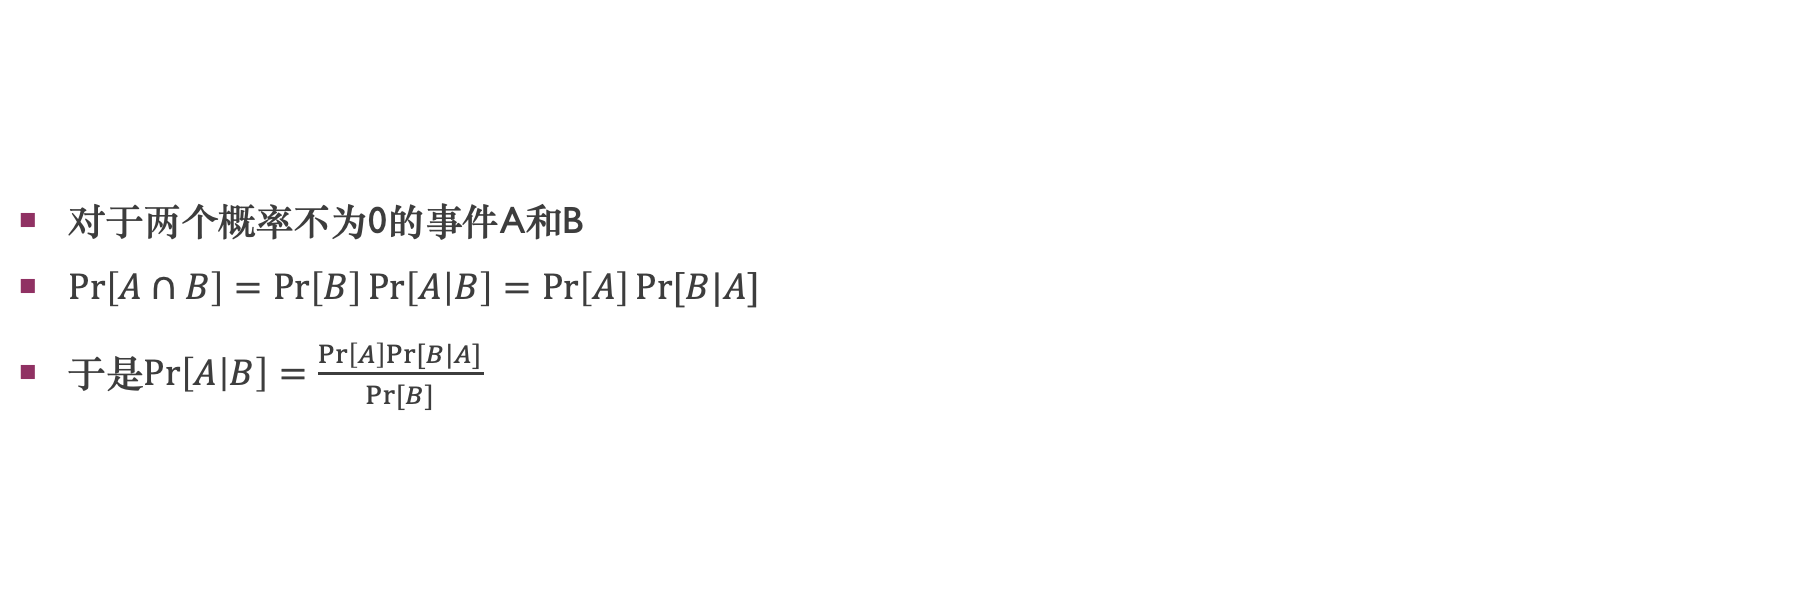 ▪ 对于两个概率不为0的事件A和B
▪ Pr[A ∩ B] = Pr[B] Pr[A|B] = Pr[A] Pr[B|A]
▪ 于是Pr[A|B] = \frac{Pr[A]Pr[B|A]}{Pr[B]}